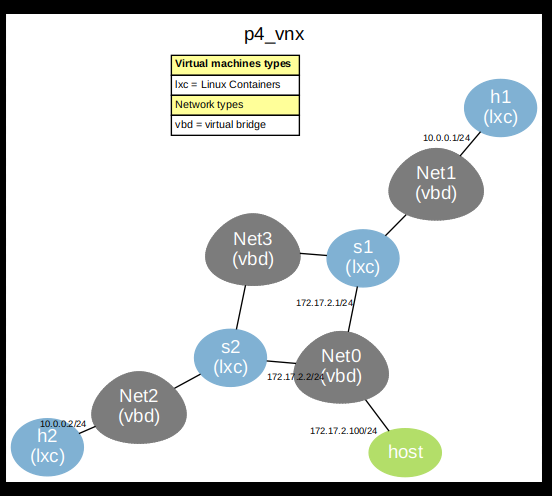 p4_vnx
Virtual machines types
lxc = Linux Containers
Network types
vbd = virtual bridge
h1
(lxc)
10.0.0.1/24
Net1
(vbd)
Net3
(vbd)
s1
(lxc)
172.17.2.1/24
s2
(lxc)
Net0
(vbd)
172.17.2.2/24
Net2
(vbd)
10.0.0.2/24
h2
(lxc)
172.17.2.100/24
host